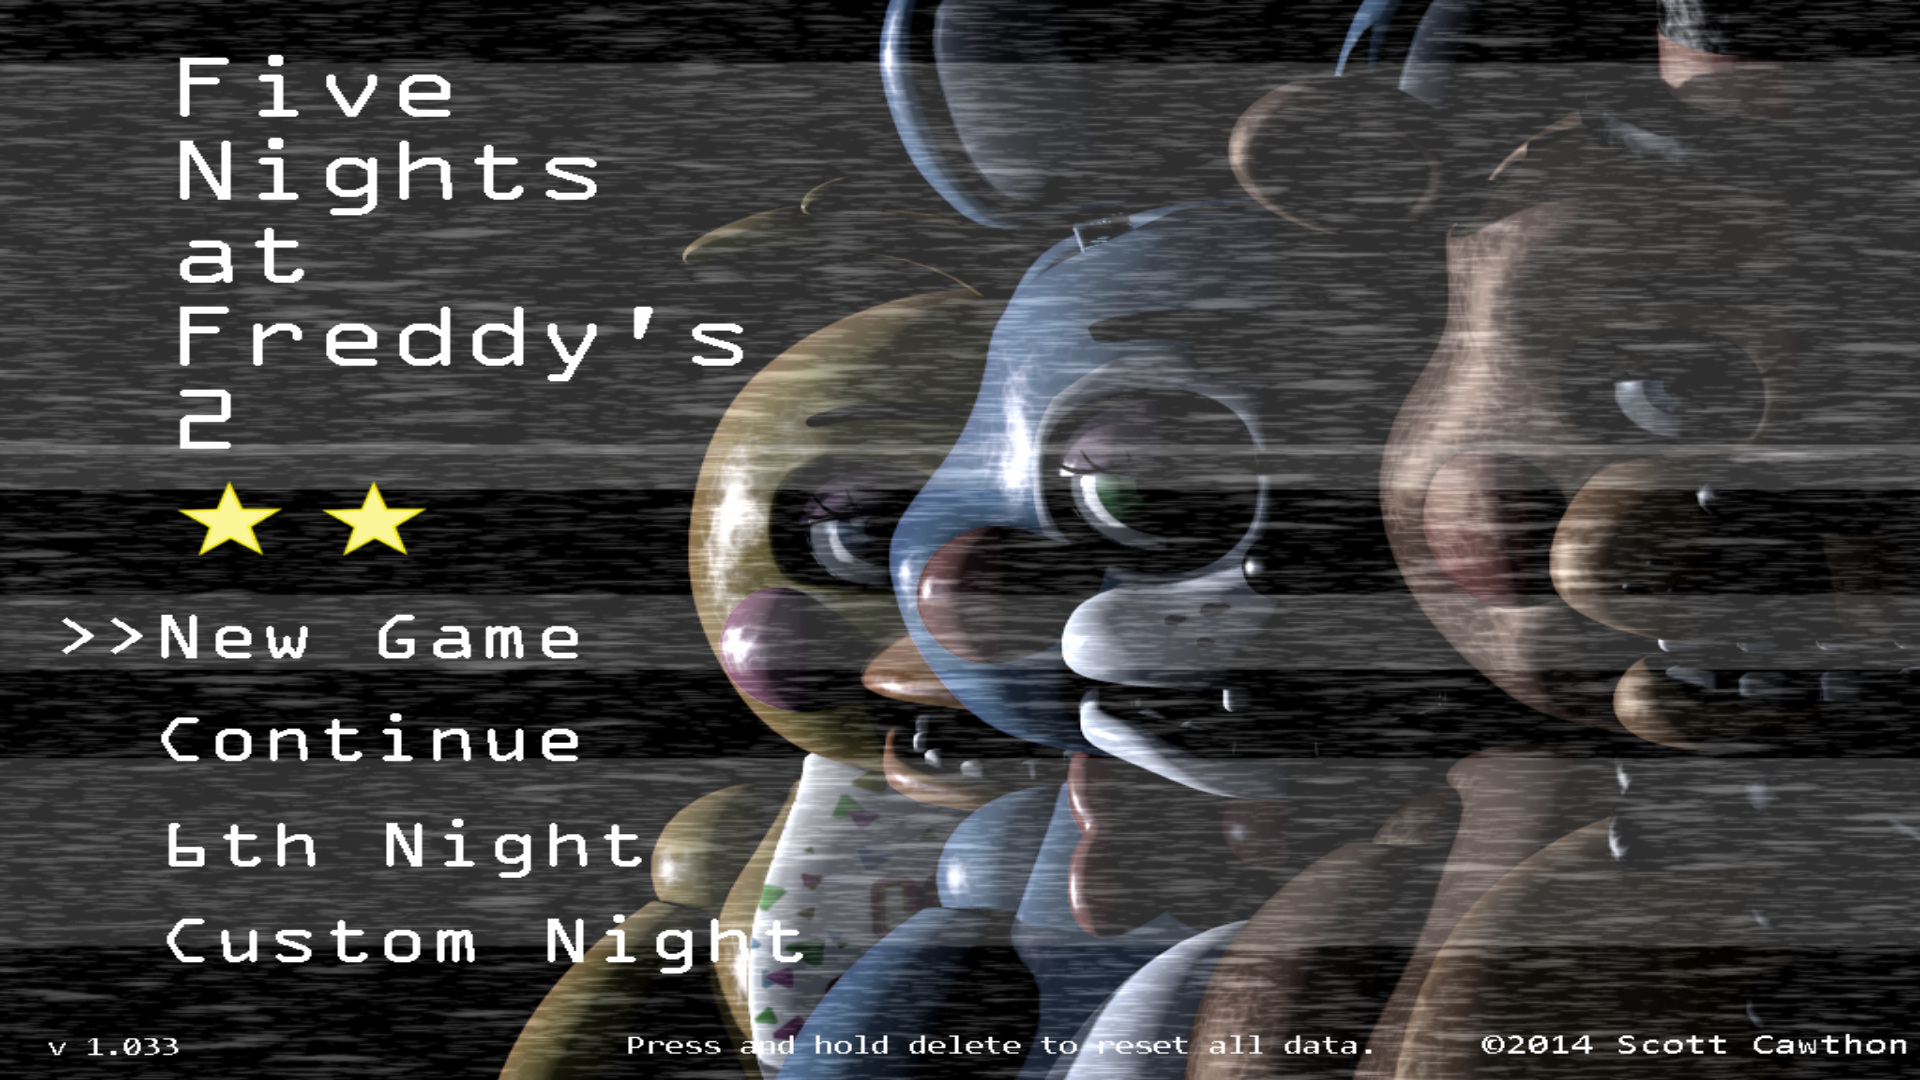 Five
Nights
at
Freddy's
2
>>New Game
Continue
6th Night
Custom Night
v 1.033
Press and hold delete to reset all data.
©2014 Scott Cawthon